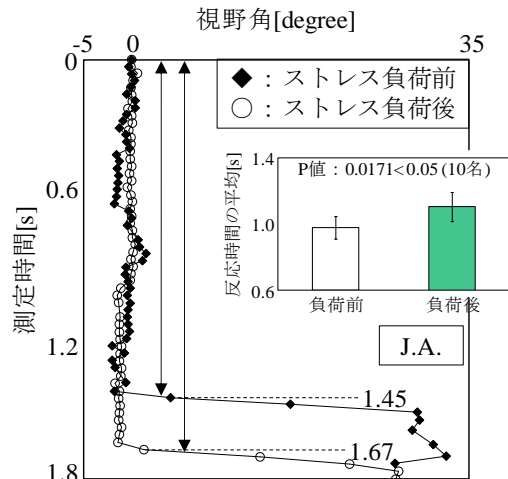 視野角[degree]
-5 0 35
0
◆：ストレス負荷前
○：ストレス負荷後
1.4
P値：0.0171<0.05 (10名)
反応時間の平均[s]
1.0
0.6
負荷前 負荷後
0.6
測定時間[s]
1.2
J.A.
1.45
1.67
1.8